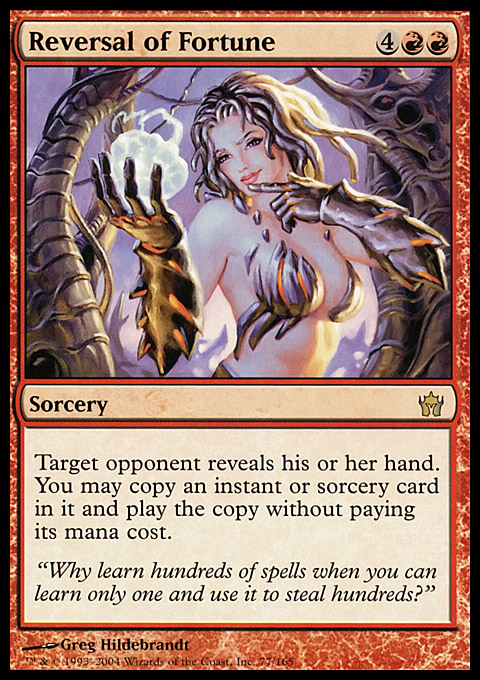 Reversal of Fortune 4
Sorcery
Target opponent reveals his or her hand.
You may copy an instant or sorcery card
in it and play the copy without paying
its mana cost.
“Why learn hundreds of spells when you can
learn only one and use it to steal hundreds?”
Greg Hildebrandt
™ & © 1993–2004 Wizards of the Coast, Inc. 77/165